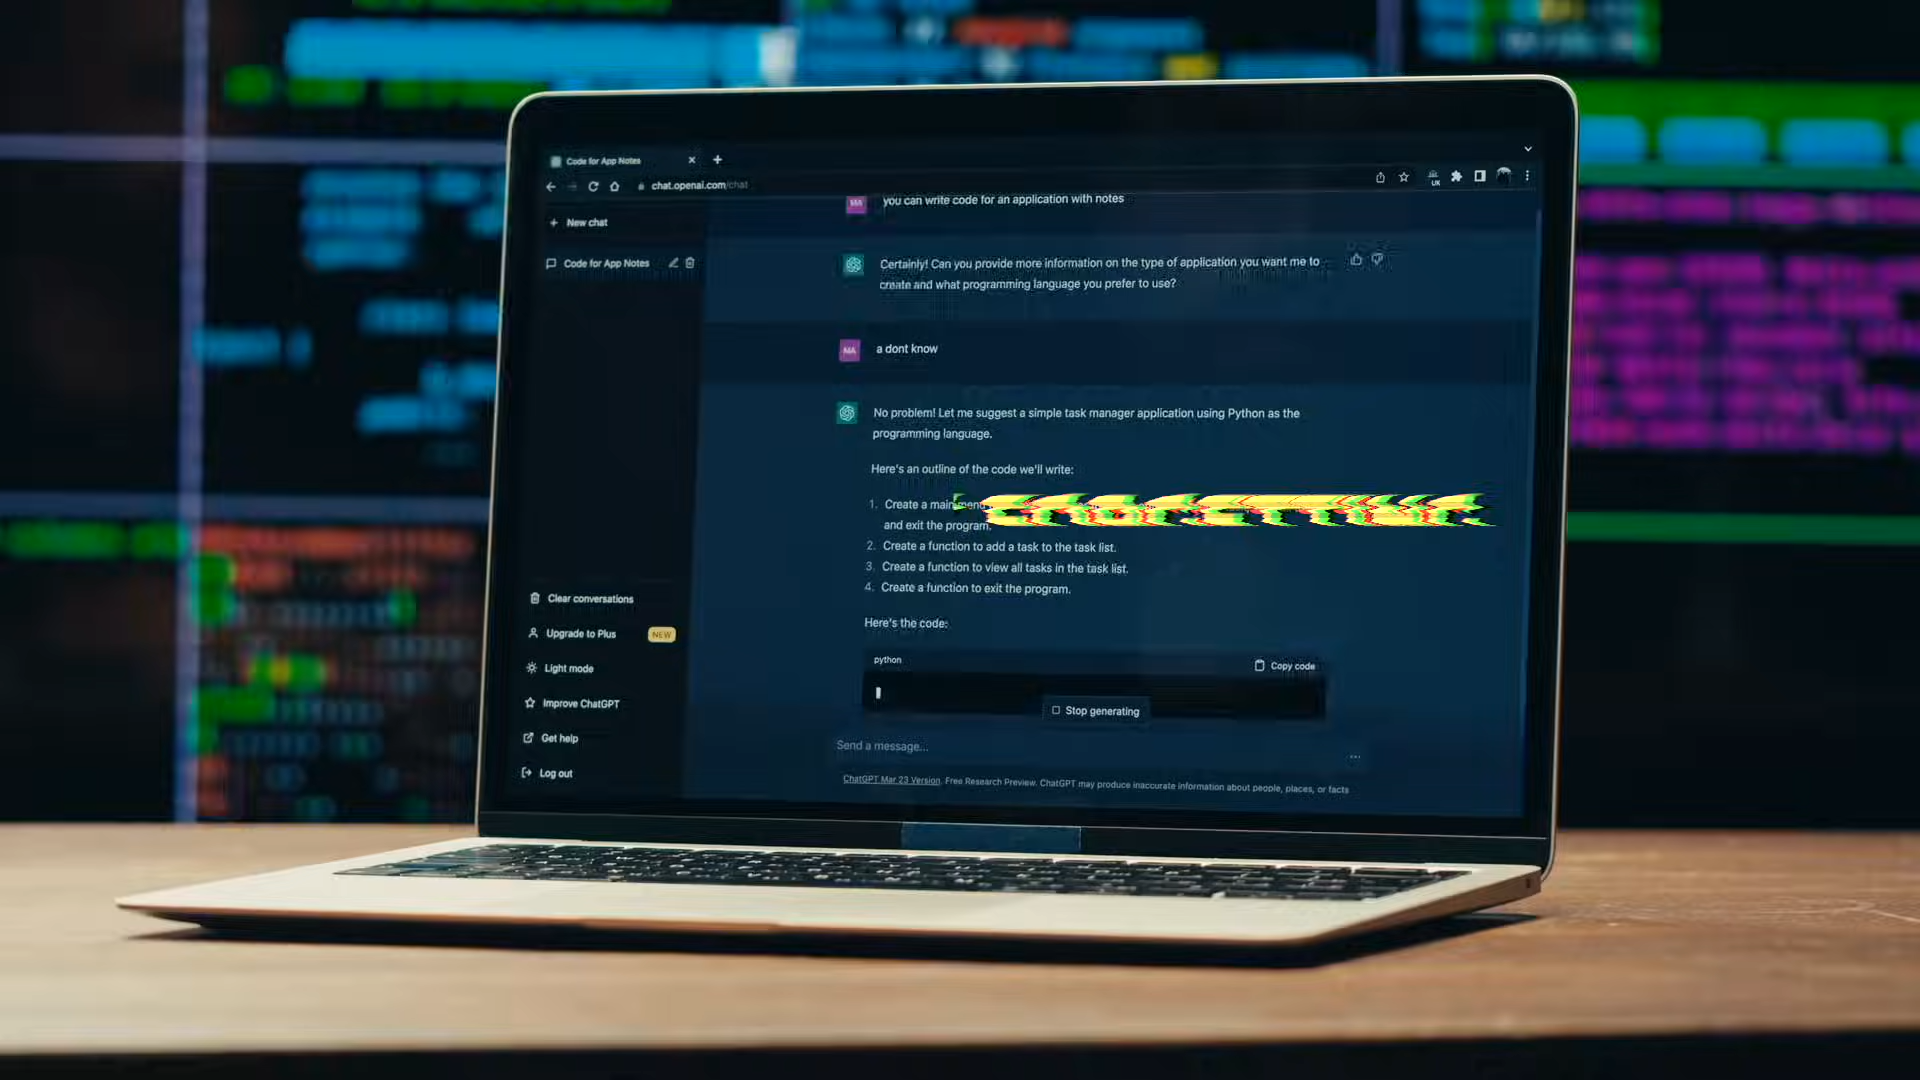 Code for App Notes
chat.openai.com/chat
UK
+ New chat
MA you can write code for an application with notes
Code for App Notes
Certainly! Can you provide more information on the type of application you want me to
create and what programming language you prefer to use?
MA a dont know
No problem! Let me suggest a simple task manager application using Python as the
programming language.
Here's an outline of the code we'll write:
1. Create a main
and exit the program.
2. Create a function to add a task to the task list.
3. Create a function to view all tasks in the task list.
4. Create a function to exit the program.
Here's the code:
python
Copy code
Stop generating
Send a message...
ChatGPT Mar 23 Version. Free Research Preview. ChatGPT may produce inaccurate information about people, places, or facts
Clear conversations
Upgrade to Plus NEW
Light mode
Improve ChatGPT
Get help
Log out